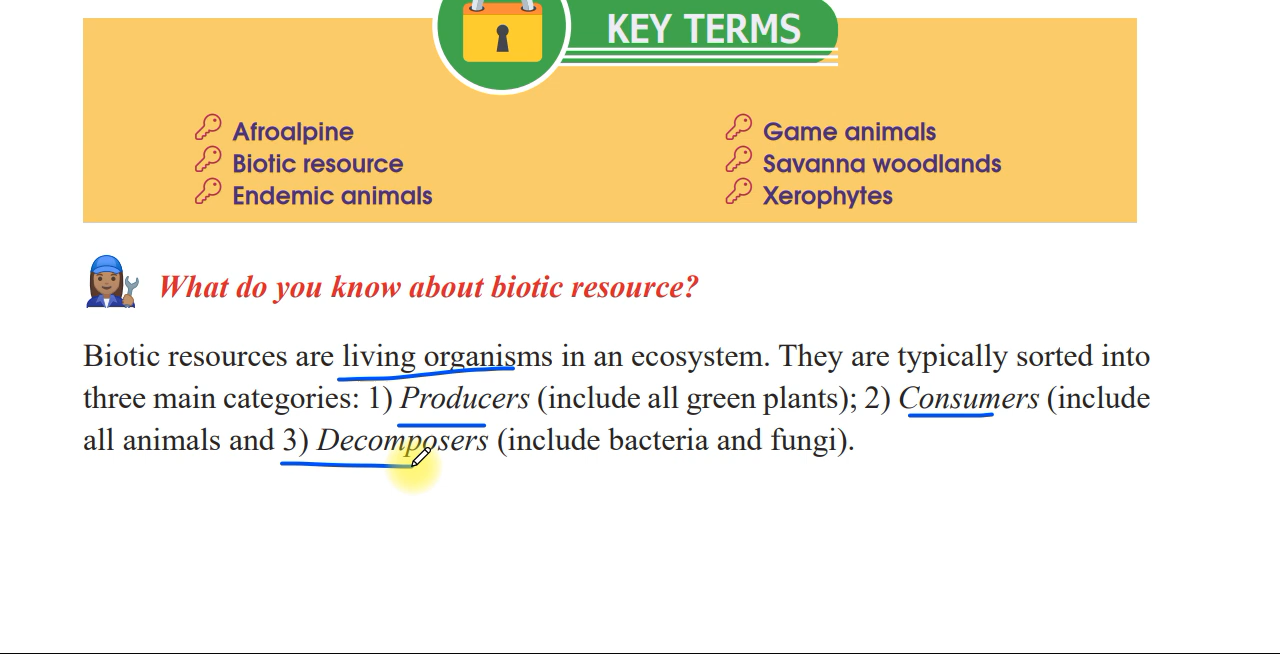 KEY TERMS
Afroalpine
Biotic resource
Endemic animals
Game animals
Savanna woodlands
Xerophytes
What do you know about biotic resource?
Biotic resources are living organisms in an ecosystem. They are typically sorted into
three main categories: 1) Producers (include all green plants); 2) Consumers (include
all animals and 3) Decomposers (include bacteria and fungi).